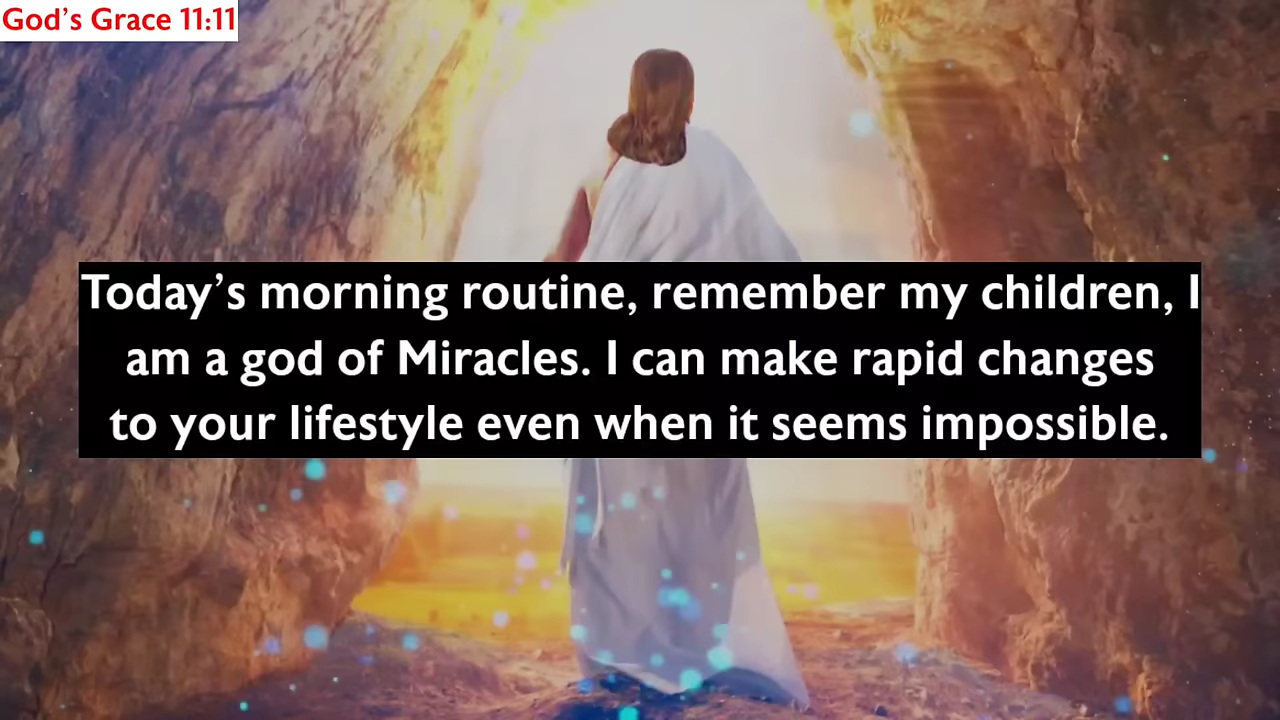 God’s Grace 11:11
Today’s morning routine, remember my children, I
am a god of Miracles. I can make rapid changes
to your lifestyle even when it seems impossible.